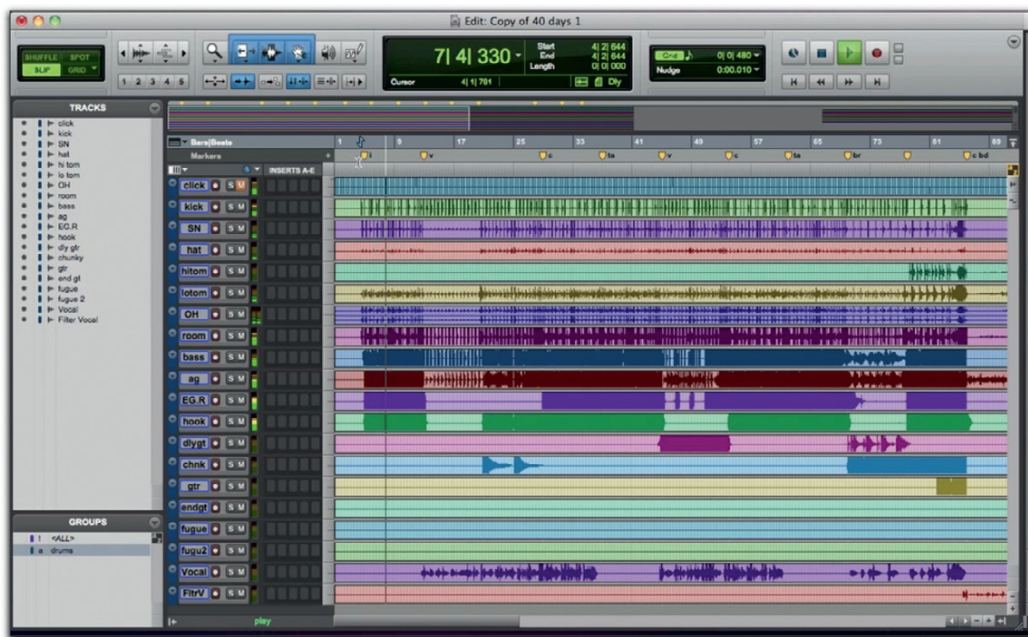 Edit: Copy of 40 days 1
SHUFFLE SPOT
SLIP GRID
1 2 3 4 5
7| 4| 330
Start 4| 2| 644
End 4| 2| 644
Length 0| 0| 000
Cursor 4| 1| 791
Dly
Grid 0| 0| 480
Nudge 0:00.010
TRACKS
click
kick
SN
hat
hi tom
lo tom
OH
room
bass
ag
EG.R
hook
dly gtr
chunky
gtr
end gt
fugue
fugue 2
Vocal
Filter Vocal
GROUPS
! <ALL>
a drums
Bars|Beats 1 9 17 25 33 41 49 57 65 73 81 89
Markers i v c ta v c ta br c bd
INSERTS A-E
click S M
kick S M
SN S M
hat S M
hitom S M
lotom S M
OH S M
room S M
bass S M
ag S M
EG.R S M
hook S M
dlygt S M
chnk S M
gtr S M
endgt S M
fugue S M
fugu2 S M
Vocal S M
FltrV S M
play